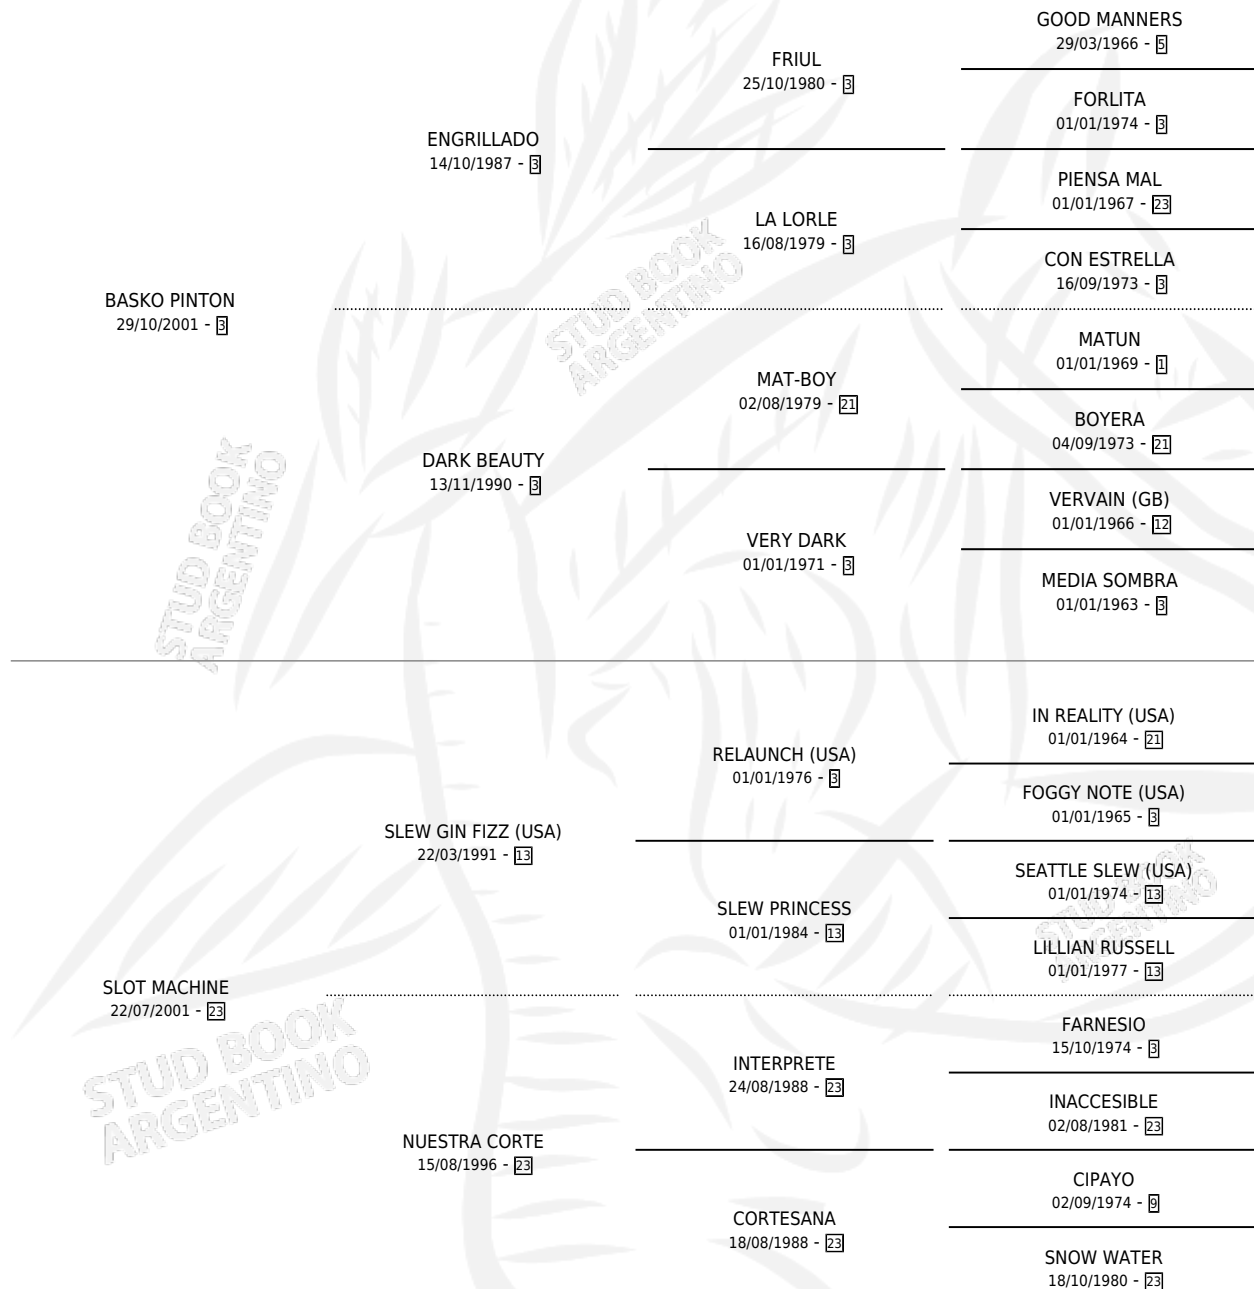 GOOD MANNERS
29/03/1966 - 5
FRIUL
25/10/1980 - 3
FORLITA
01/01/1974 - 3
ENGRILLADO
14/10/1987 - 3
PIENSA MAL
01/01/1967 - 23
LA LORLE
16/08/1979 - 3
CON ESTRELLA
16/09/1973 - 3
BASKO PINTON
29/10/2001 - 3
MATUN
01/01/1969 - 1
MAT-BOY
02/08/1979 - 21
BOYERA
04/09/1973 - 21
DARK BEAUTY
13/11/1990 - 3
VERVAIN (GB)
01/01/1966 - 12
VERY DARK
01/01/1971 - 3
MEDIA SOMBRA
01/01/1963 - 3
IN REALITY (USA)
01/01/1964 - 21
RELAUNCH (USA)
01/01/1976 - 3
FOGGY NOTE (USA)
01/01/1965 - 3
SLEW GIN FIZZ (USA)
22/03/1991 - 13
SEATTLE SLEW (USA)
01/01/1974 - 13
SLEW PRINCESS
01/01/1984 - 13
LILLIAN RUSSELL
01/01/1977 - 13
SLOT MACHINE
22/07/2001 - 23
FARNESIO
15/10/1974 - 3
INTERPRETE
24/08/1988 - 23
INACCESIBLE
02/08/1981 - 23
NUESTRA CORTE
15/08/1996 - 23
CIPAYO
02/09/1974 - 9
CORTESANA
18/08/1988 - 23
SNOW WATER
18/10/1980 - 23
STUD BOOK
ARGENTINO
STUD BOOK
ARGENTINO
STUD BOOK
ARGENTINO
STUD BOOK
ARGENTINO